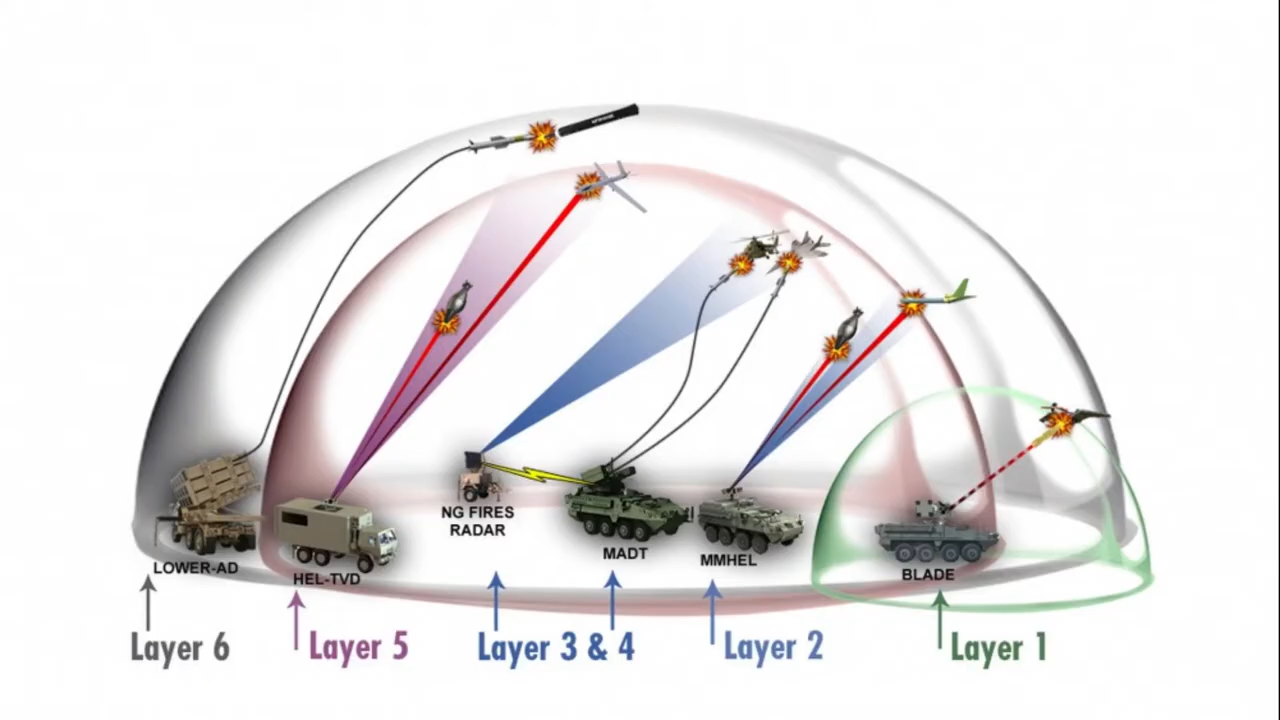 NG FIRES
RADAR
MADT
MMHEL
LOWER-AD
HEL-TVD
BLADE
Layer 6
Layer 5
Layer 3 & 4
Layer 2
Layer 1